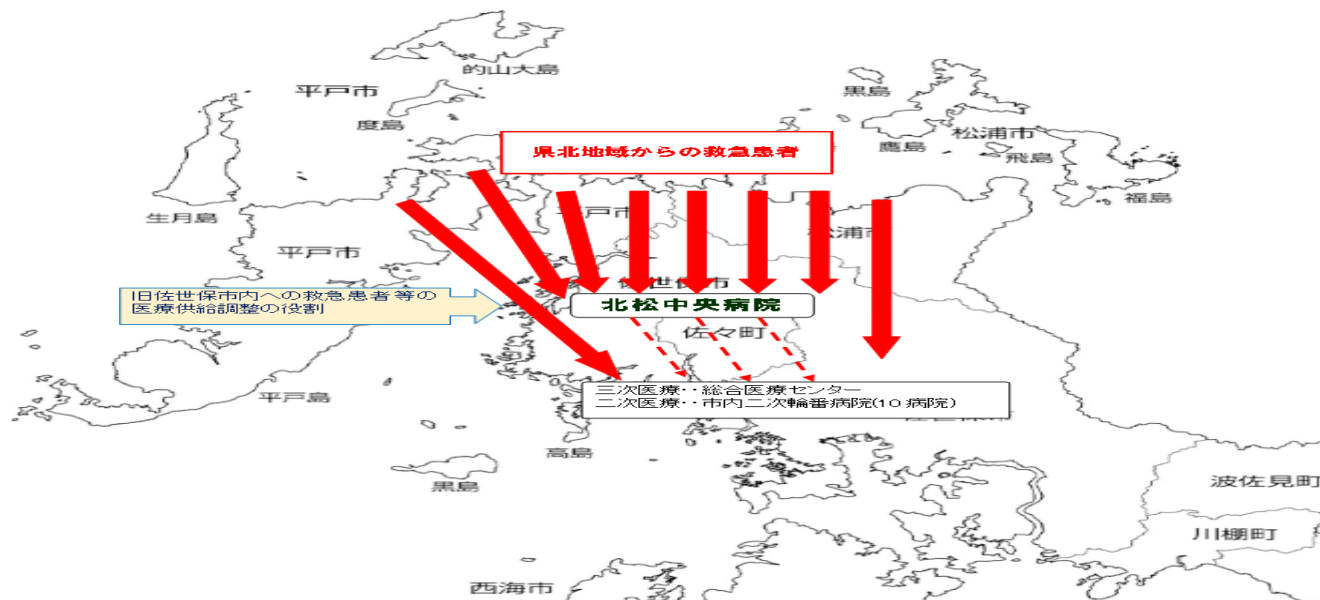 的山大島
平戸市
黒島
度島
松浦市
県北地域からの救急患者
鷹島
飛島
福島
生月島
平戸市
松浦市
平戸市
佐世保市
旧佐世保市内への救急患者等の
医療供給調整の役割
北松中央病院
佐々町
三次医療・・総合医療センター
二次医療・・市内二次輪番病院(10病院)
平戸島
高島
黒島
波佐見町
川棚町
西海市